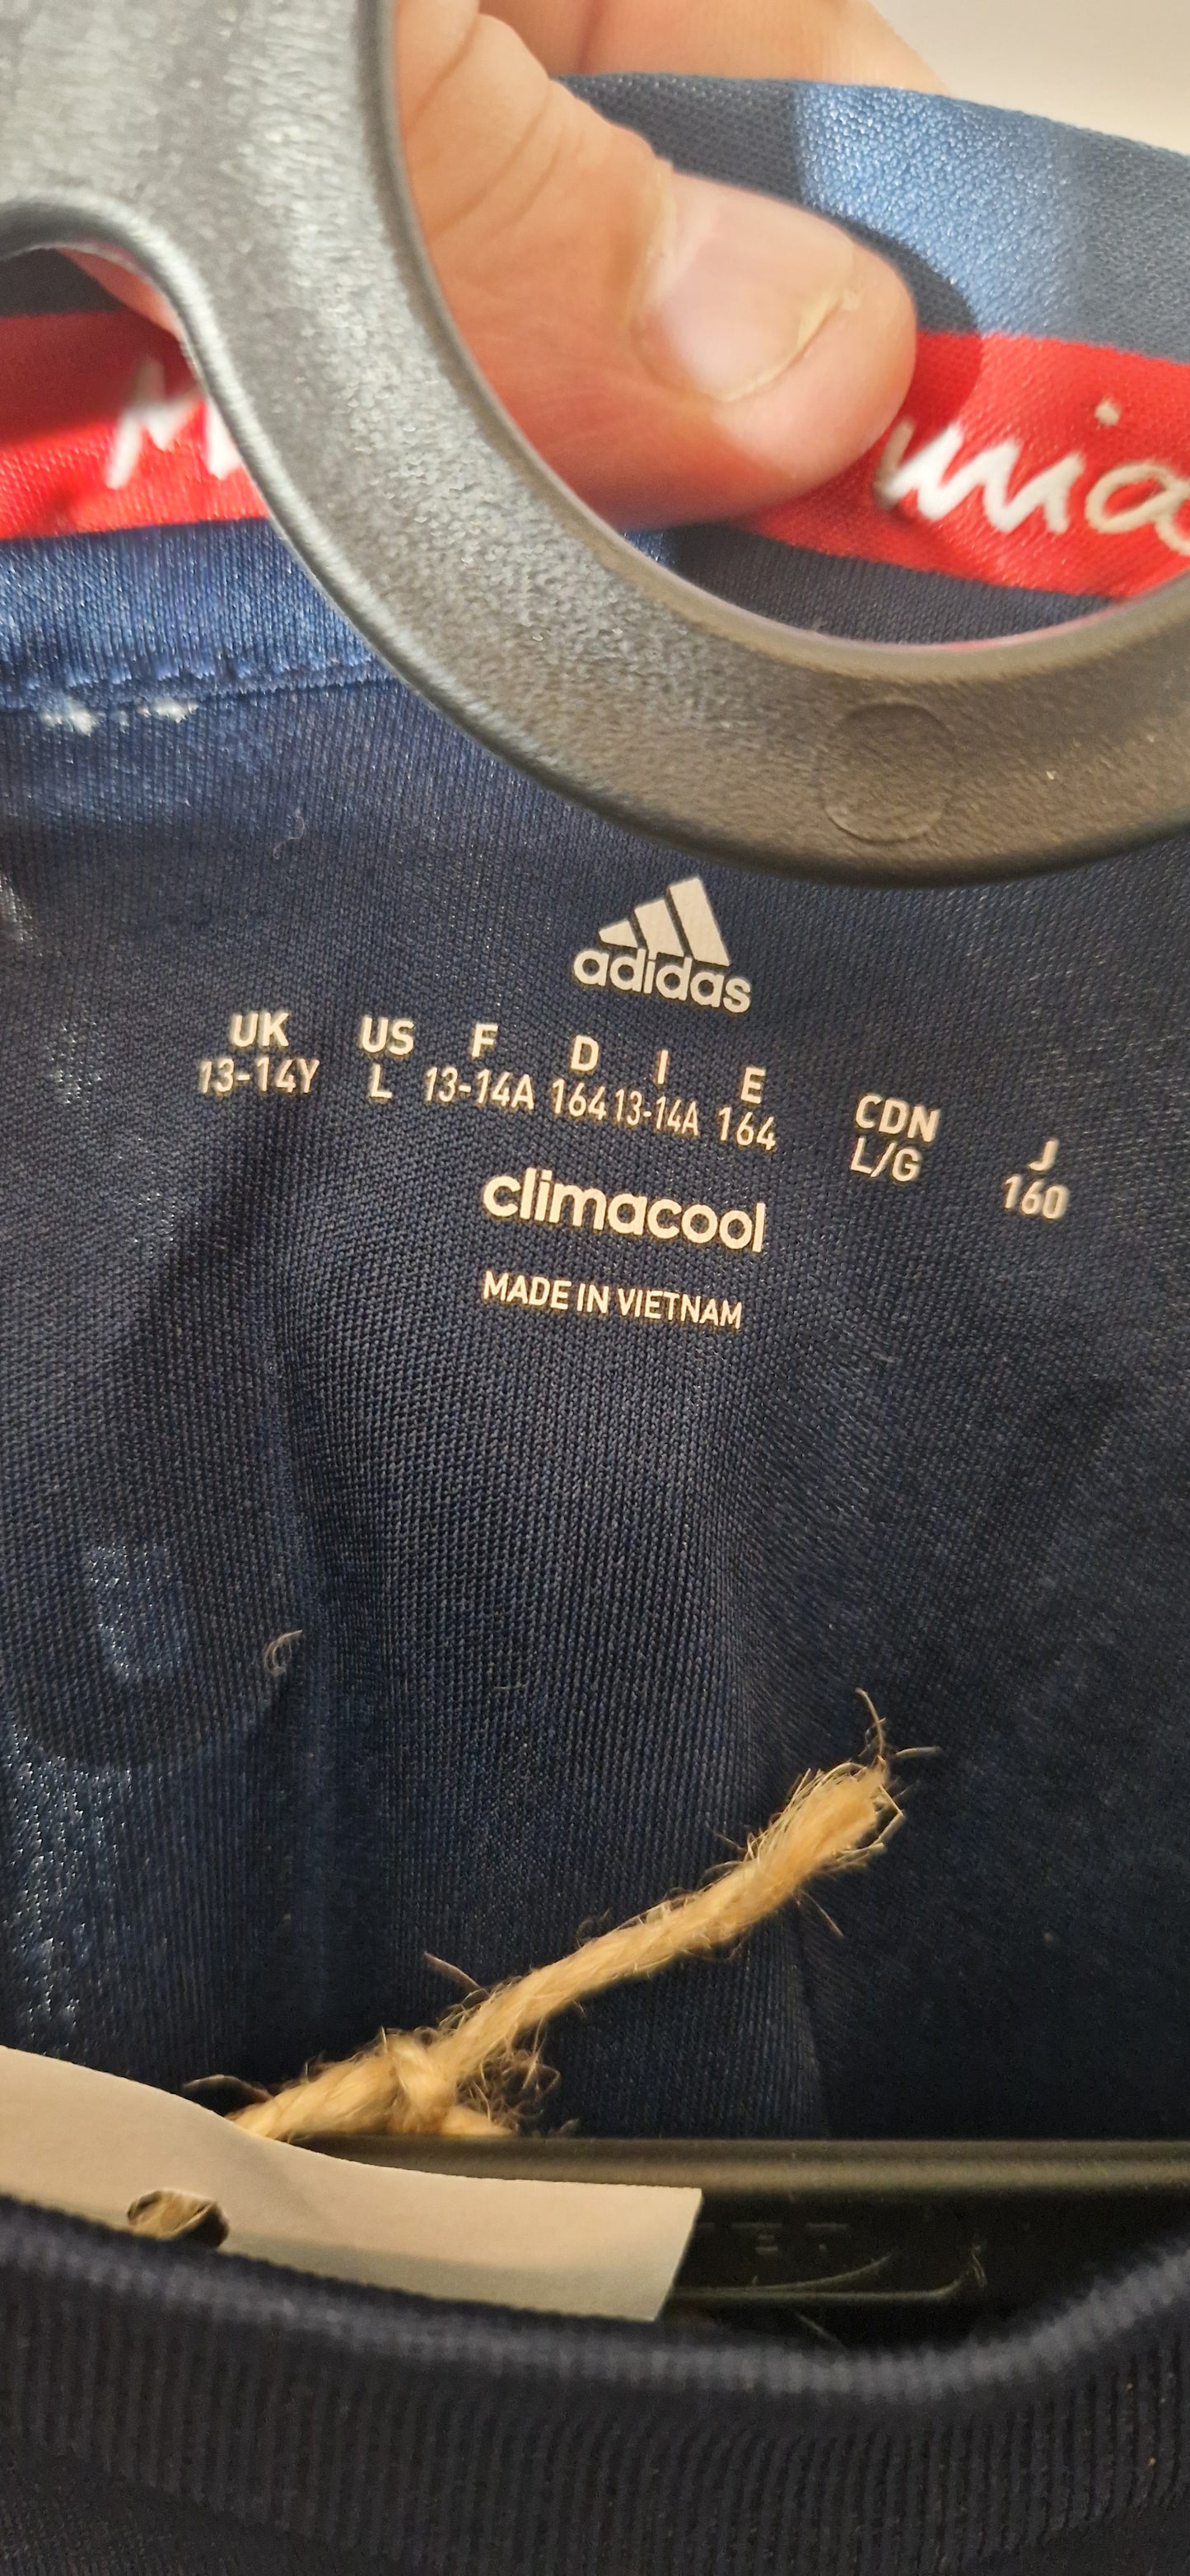 adidas
UK US F D I E CDN J
13-14Y L 13-14A 164 13-14A 164 L/G 160
climacool
MADE IN VIETNAM